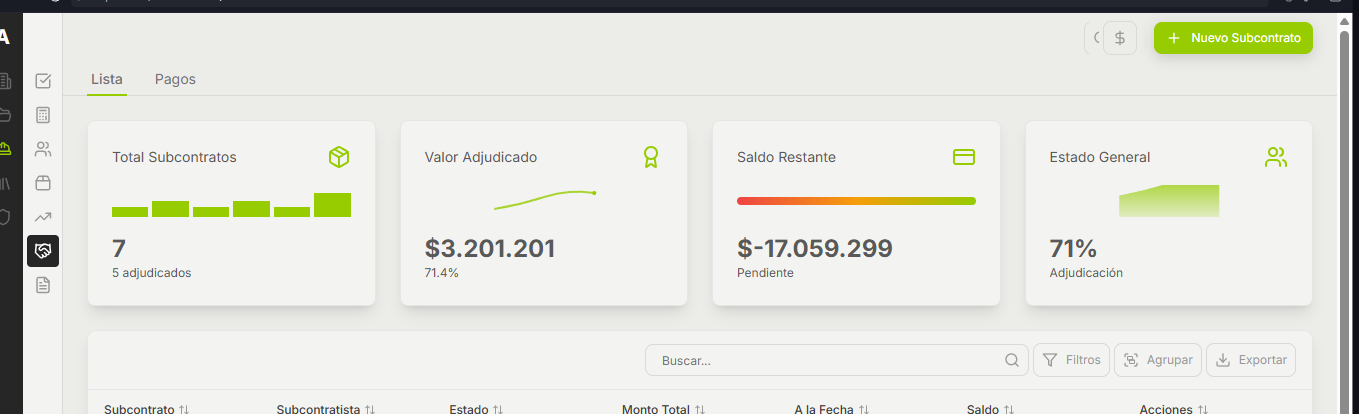 A
$
+ Nuevo Subcontrato
Lista
Pagos
Total Subcontratos
7
5 adjudicados
Valor Adjudicado
$3.201.201
71.4%
Saldo Restante
$-17.059.299
Pendiente
Estado General
71%
Adjudicación
Buscar...
Filtros
Agrupar
Exportar
Subcontrato
Subcontratista
Estado
Monto Total
A la Fecha
Saldo
Acciones